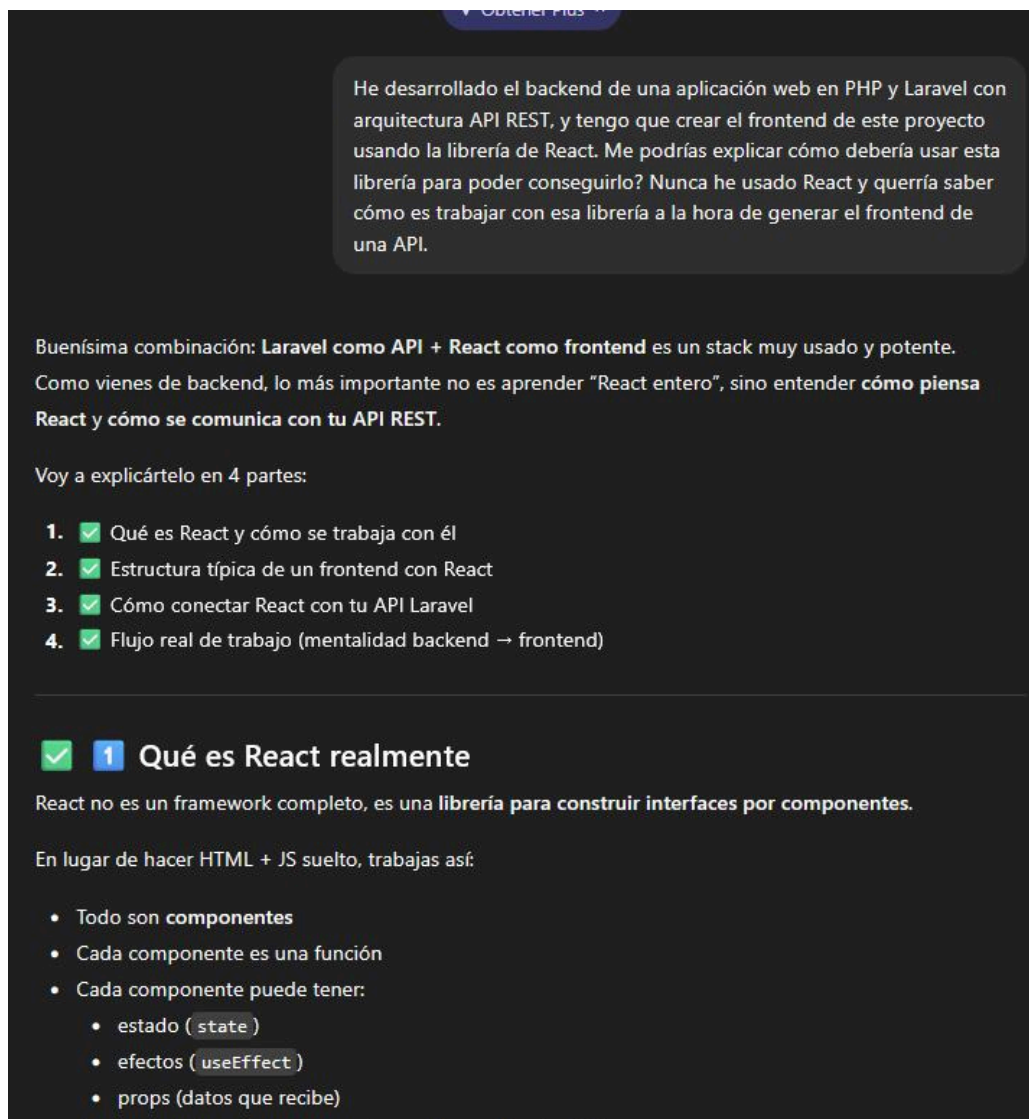 Obtener Plus
He desarrollado el backend de una aplicación web en PHP y Laravel con
arquitectura API REST, y tengo que crear el frontend de este proyecto
usando la librería de React. Me podrías explicar cómo debería usar esta
librería para poder conseguirlo? Nunca he usado React y querría saber
cómo es trabajar con esa librería a la hora de generar el frontend de
una API.
Buenísima combinación: Laravel como API + React como frontend es un stack muy usado y potente.
Como vienes de backend, lo más importante no es aprender “React entero”, sino entender cómo piensa
React y cómo se comunica con tu API REST.
Voy a explicártelo en 4 partes:
1. ✅ Qué es React y cómo se trabaja con él
2. ✅ Estructura típica de un frontend con React
3. ✅ Cómo conectar React con tu API Laravel
4. ✅ Flujo real de trabajo (mentalidad backend → frontend)
✅ 1️⃣ Qué es React realmente
React no es un framework completo, es una librería para construir interfaces por componentes.
En lugar de hacer HTML + JS suelto, trabajas así:
• Todo son componentes
• Cada componente es una función
• Cada componente puede tener:
• estado ( state )
• efectos ( useEffect )
• props (datos que recibe)